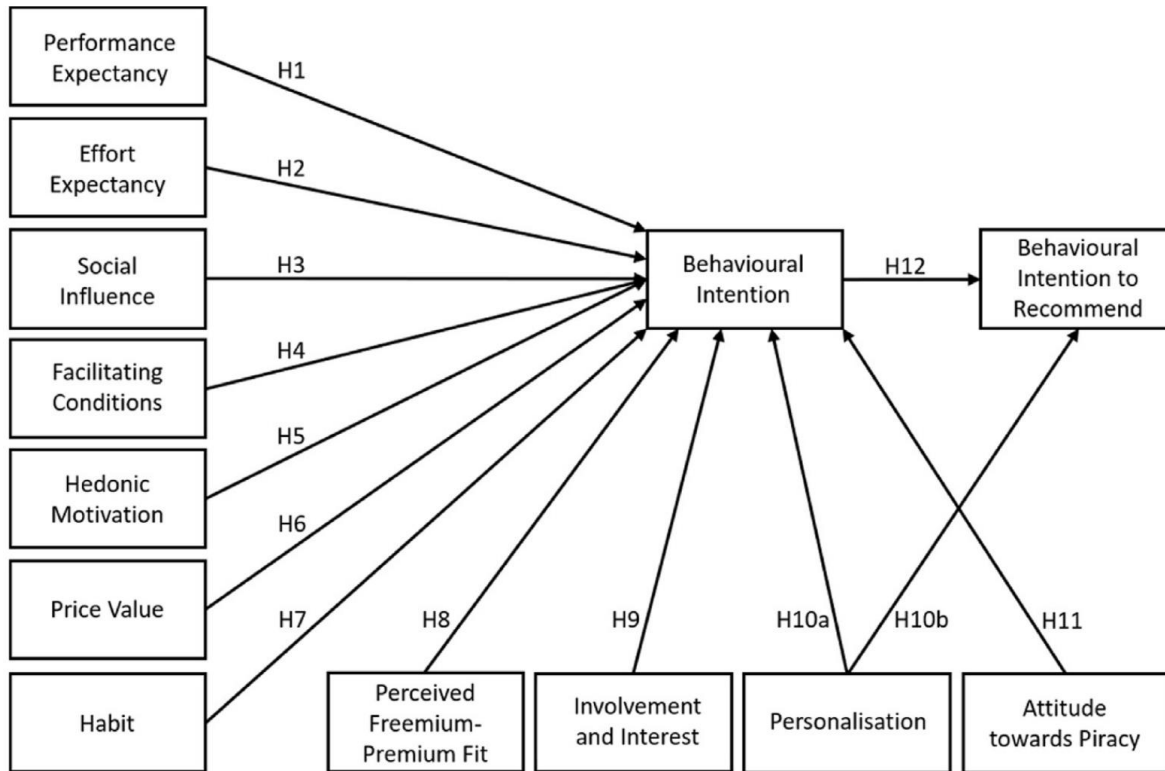 Performance
Expectancy
H1
Effort
Expectancy
H2
Social
Influence
H3
Behavioural
Intention
H12
Behavioural
Intention to
Recommend
Facilitating
Conditions
H4
Hedonic
Motivation
H5
Price Value
H6
Habit
H7
H8
H9
H10a
H10b
H11
Perceived
Freemium-
Premium Fit
Involvement
and Interest
Personalisation
Attitude
towards Piracy